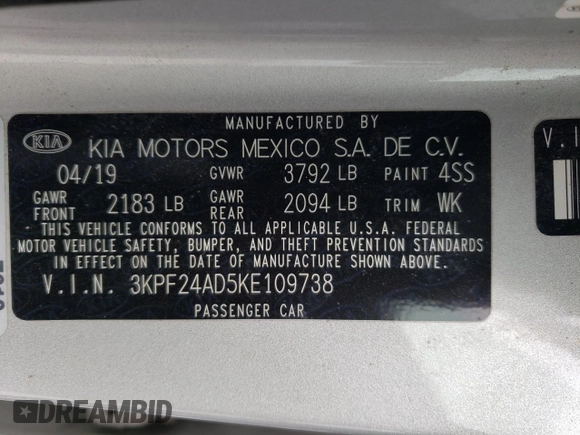 MANUFACTURED BY
KIA KIA MOTORS MEXICO S.A. DE C.V.
04/19 GVWR 3792 LB PAINT 4SS
GAWR FRONT 2183 LB GAWR REAR 2094 LB TRIM WK
THIS VEHICLE CONFORMS TO ALL APPLICABLE U.S.A. FEDERAL
MOTOR VEHICLE SAFETY, BUMPER, AND THEFT PREVENTION STANDARDS
IN EFFECT ON THE DATE OF MANUFACTURE SHOWN ABOVE.
V.I.N. 3KPF24AD5KE109738
PASSENGER CAR
V.I
DREAMBID